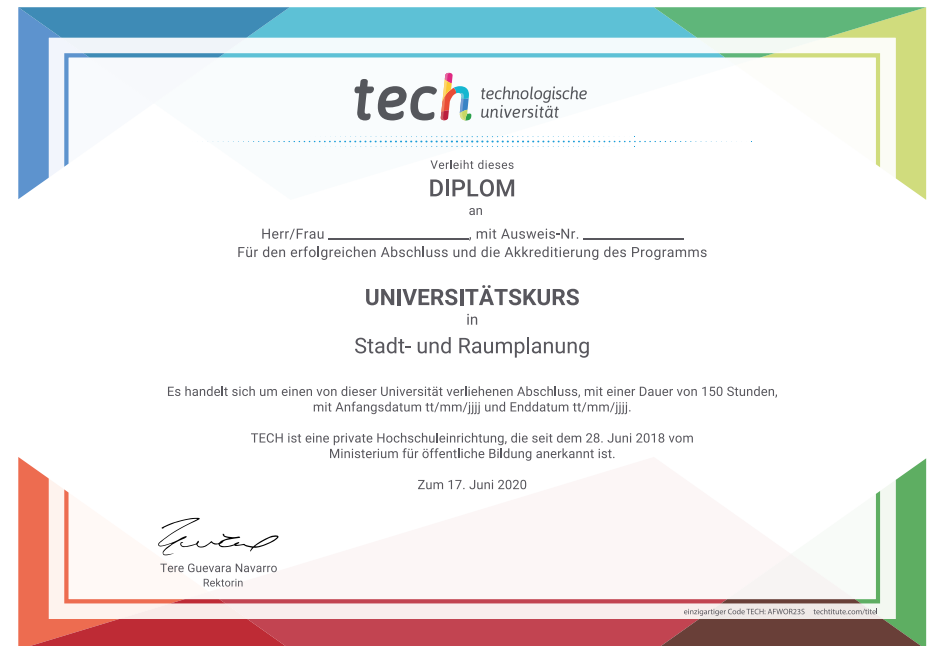 tech technologische
universität
Verleiht dieses
DIPLOM
an
Herr/Frau ____________________, mit Ausweis-Nr. ______________
Für den erfolgreichen Abschluss und die Akkreditierung des Programms
UNIVERSITÄTSKURS
in
Stadt- und Raumplanung
Es handelt sich um einen von dieser Universität verliehenen Abschluss, mit einer Dauer von 150 Stunden,
mit Anfangsdatum tt/mm/jjjj und Enddatum tt/mm/jjjj.
TECH ist eine private Hochschuleinrichtung, die seit dem 28. Juni 2018 vom
Ministerium für öffentliche Bildung anerkannt ist.
Zum 17. Juni 2020
Tere Guevara Navarro
Rektorin
einzigartiger Code TECH: AFWOR23S techtitute.com/titel